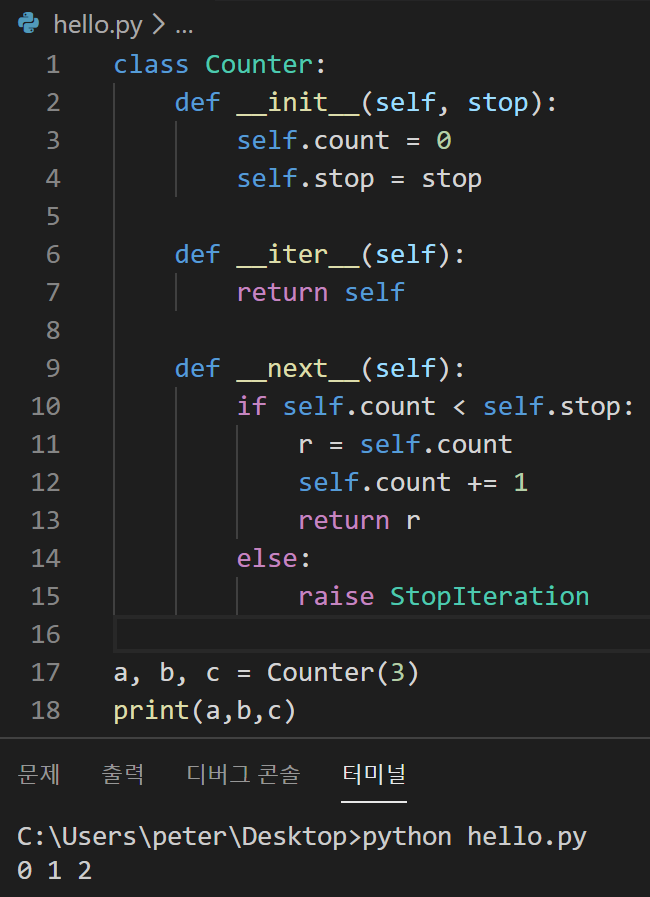 hello.py > ...
1 class Counter:
2     def __init__(self, stop):
3         self.count = 0
4         self.stop = stop
5
6     def __iter__(self):
7         return self
8
9     def __next__(self):
10         if self.count < self.stop:
11             r = self.count
12             self.count += 1
13             return r
14         else:
15             raise StopIteration
16
17 a, b, c = Counter(3)
18 print(a,b,c)
문제 출력 디버그 콘솔 터미널
C:\Users\peter\Desktop>python hello.py
0 1 2